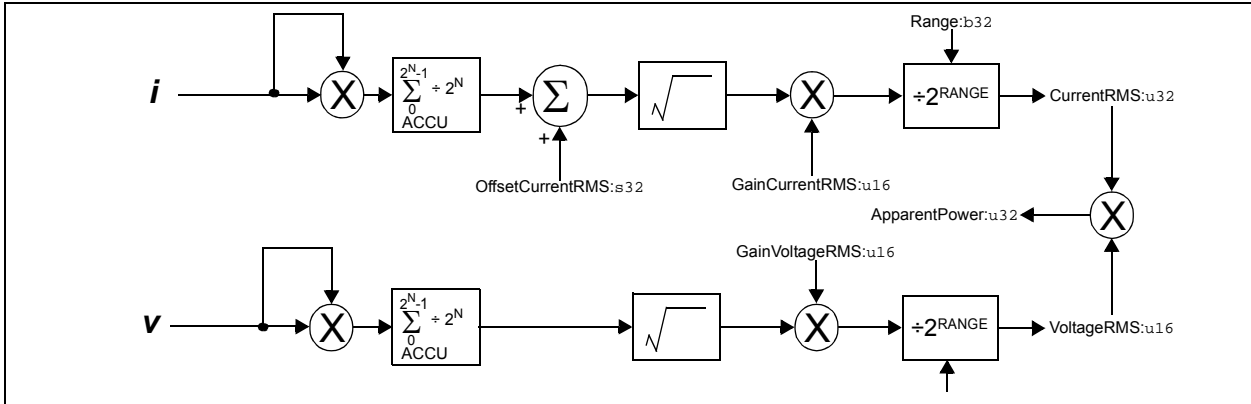 Range:b32
i
X
2^N-1
Σ ÷ 2^N
0
ACCU
+
Σ
+
√
X
÷2^RANGE
CurrentRMS:u32
OffsetCurrentRMS:s32
GainCurrentRMS:u16
ApparentPower:u32
X
GainVoltageRMS:u16
v
X
2^N-1
Σ ÷ 2^N
0
ACCU
√
X
÷2^RANGE
VoltageRMS:u16